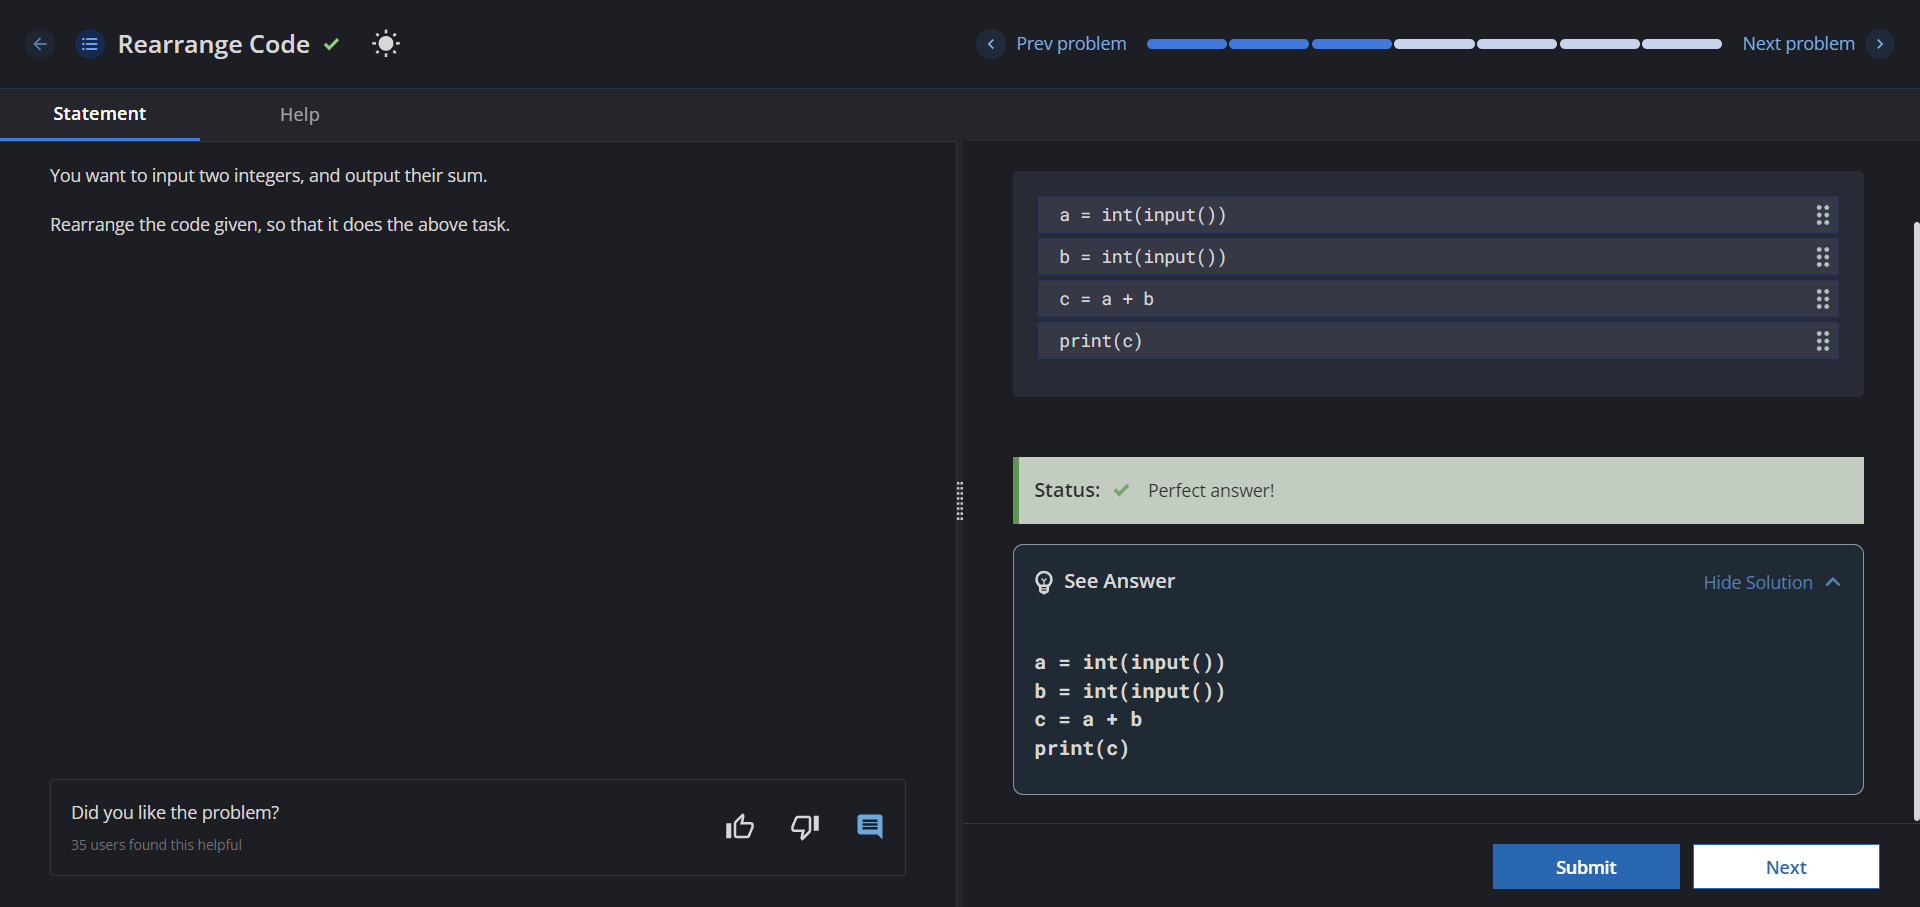 Rearrange Code
Prev problem
Next problem
Statement
Help
You want to input two integers, and output their sum.
Rearrange the code given, so that it does the above task.
Did you like the problem?
35 users found this helpful
a = int(input())
b = int(input())
c = a + b
print(c)
Status: Perfect answer!
See Answer
Hide Solution
a = int(input())
b = int(input())
c = a + b
print(c)
Submit
Next